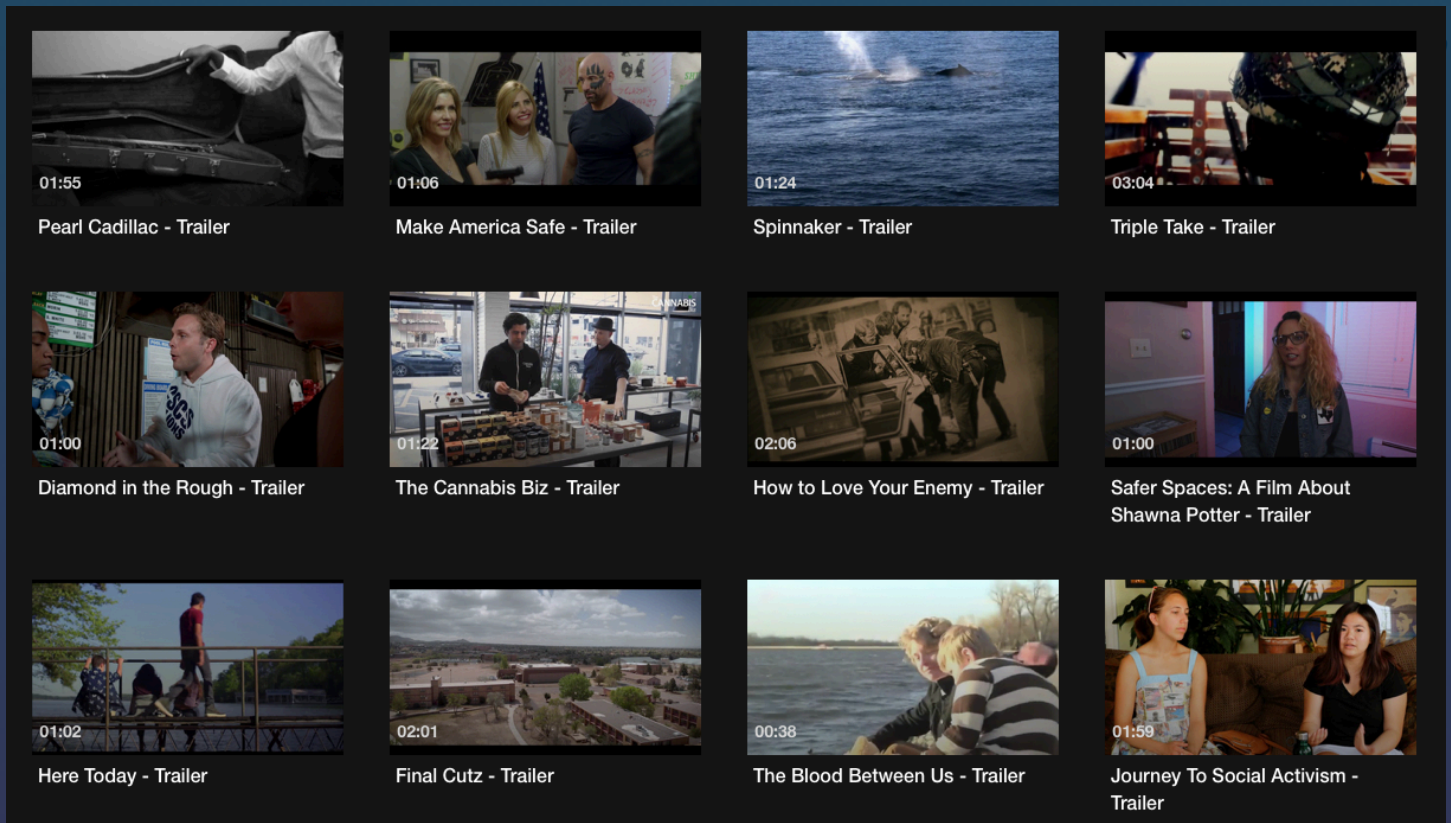 01:55
Pearl Cadillac - Trailer
01:06
Make America Safe - Trailer
01:24
Spinnaker - Trailer
03:04
Triple Take - Trailer
01:00
Diamond in the Rough - Trailer
CANNABIS
01:22
The Cannabis Biz - Trailer
02:06
How to Love Your Enemy - Trailer
01:00
Safer Spaces: A Film About
Shawna Potter - Trailer
01:02
Here Today - Trailer
02:01
Final Cutz - Trailer
00:38
The Blood Between Us - Trailer
01:59
Journey To Social Activism -
Trailer